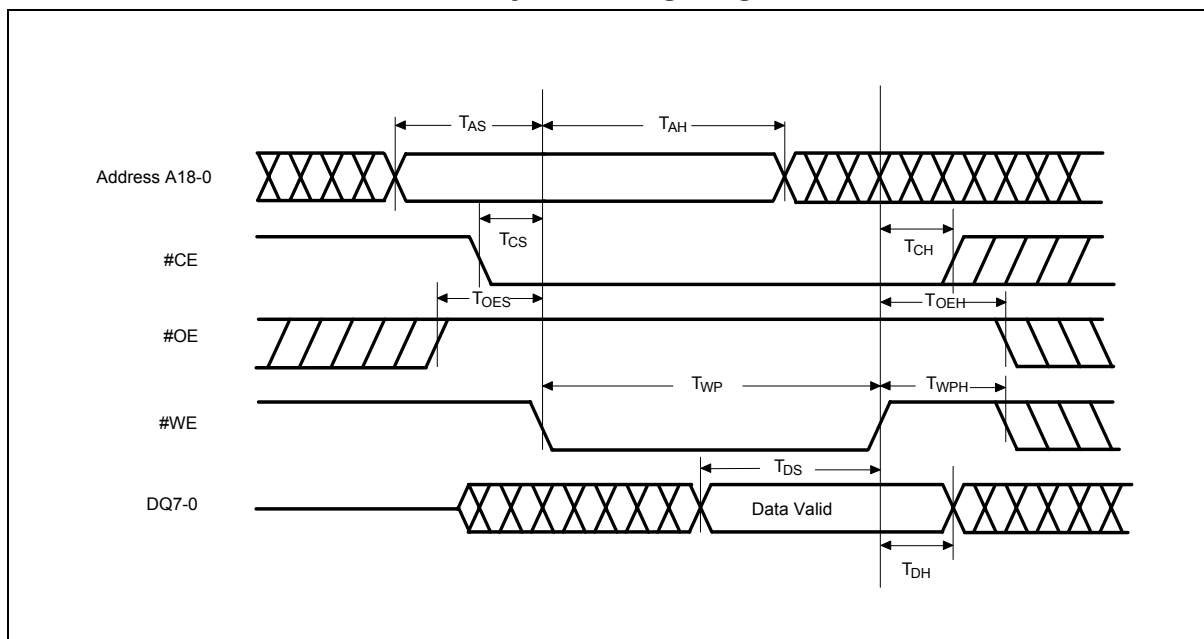 TAS
TAH
Address A18-0
TCS
TCH
#CE
TOES
TOEH
#OE
TWP
TWPH
#WE
TDS
DQ7-0
Data Valid
TDH